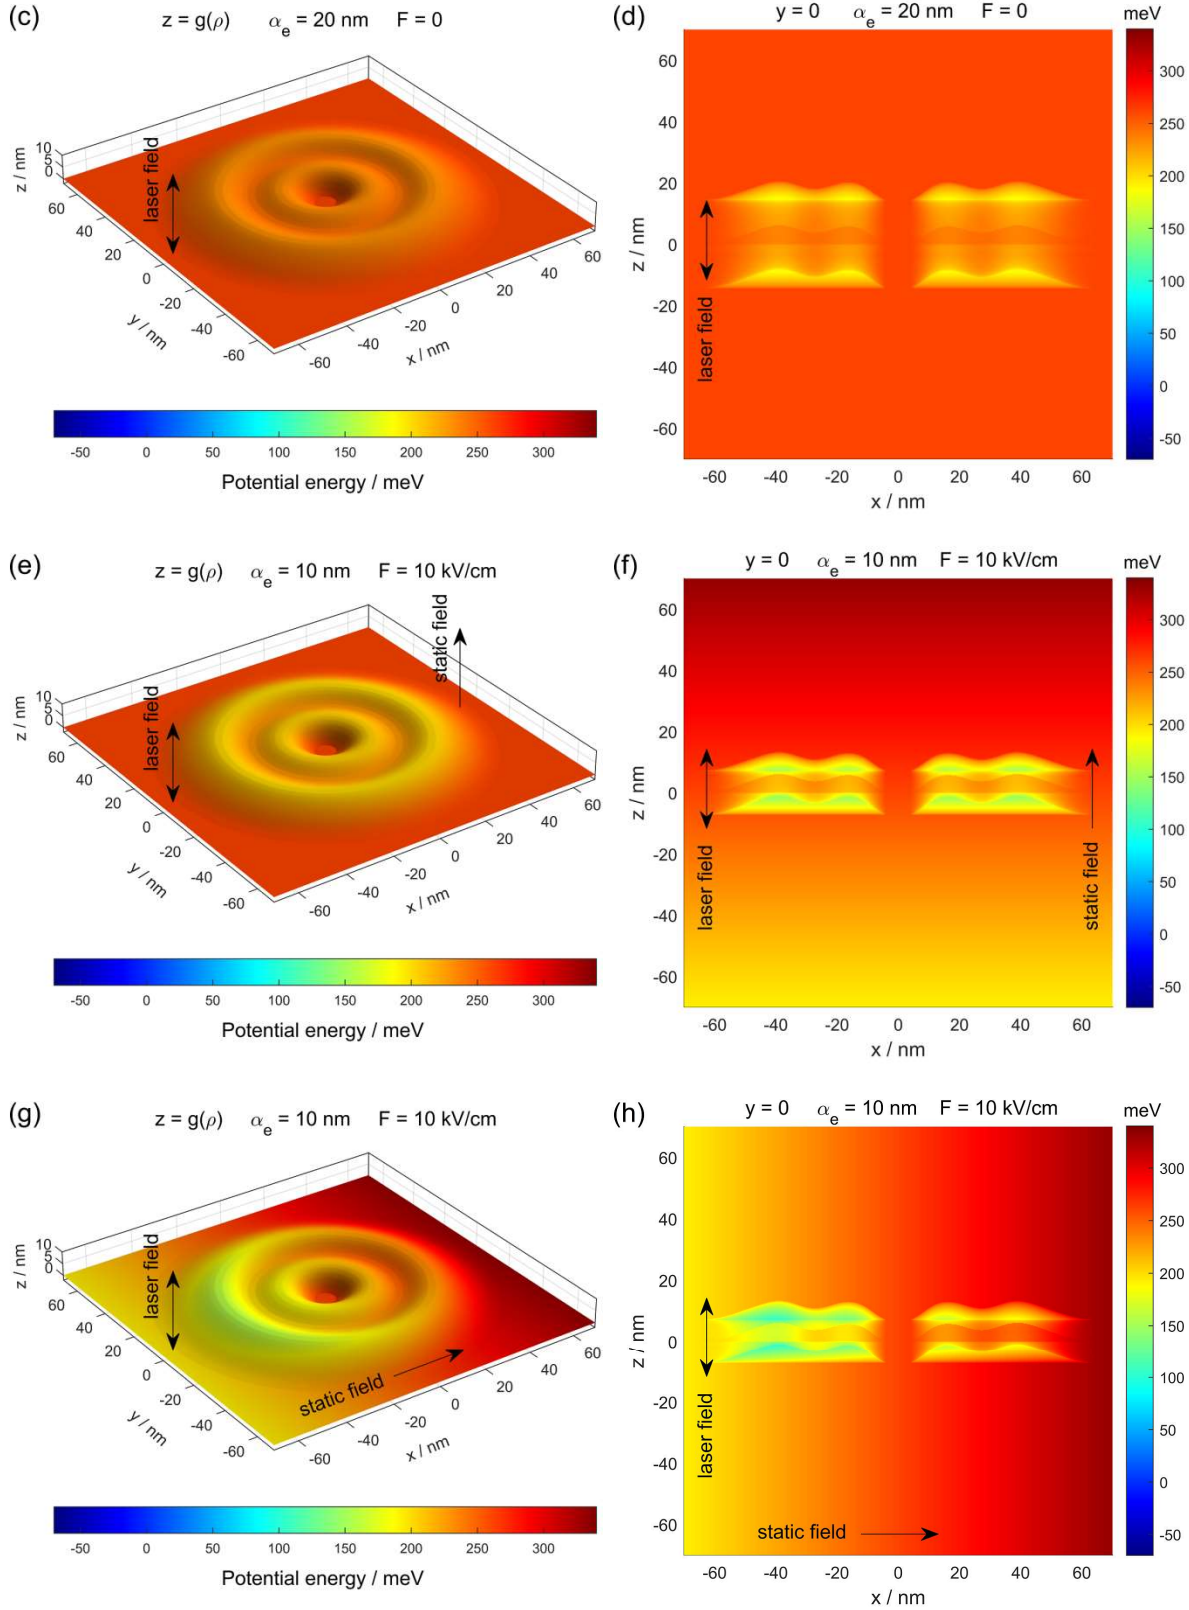 (c) z = g(ρ) αe = 20 nm F = 0
z / nm
10
5
0
laser field
60
40
20
0
-20
-40
-60
y / nm
-60
-40
-20
0
20
40
60
x / nm
-50 0 50 100 150 200 250 300
Potential energy / meV
(d) y = 0 αe = 20 nm F = 0 meV
60
40
20
0
-20
-40
-60
z / nm
laser field
-60 -40 -20 0 20 40 60
x / nm
300
250
200
150
100
50
0
-50
(e) z = g(ρ) αe = 10 nm F = 10 kV/cm
static field
z / nm
10
5
0
laser field
60
40
20
0
-20
-40
-60
y / nm
-60
-40
-20
0
20
40
60
x / nm
-50 0 50 100 150 200 250 300
Potential energy / meV
(f) y = 0 αe = 10 nm F = 10 kV/cm meV
60
40
20
0
-20
-40
-60
z / nm
laser field
static field
-60 -40 -20 0 20 40 60
x / nm
300
250
200
150
100
50
0
-50
(g) z = g(ρ) αe = 10 nm F = 10 kV/cm
z / nm
10
5
0
laser field
static field
60
40
20
0
-20
-40
-60
y / nm
-60
-40
-20
0
20
40
60
x / nm
-50 0 50 100 150 200 250 300
Potential energy / meV
(h) y = 0 αe = 10 nm F = 10 kV/cm meV
60
40
20
0
-20
-40
-60
z / nm
laser field
static field
-60 -40 -20 0 20 40 60
x / nm
300
250
200
150
100
50
0
-50